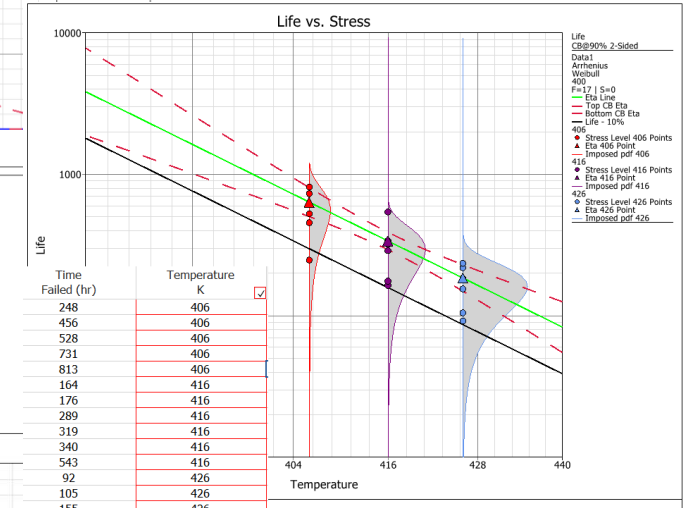 Life vs. Stress
10000
1000
Life
404
416
428
440
Temperature
Life
CB@90% 2-Sided
Data1
Arrhenius
Weibull
400
F=17 | S=0
Eta Line
Top CB Eta
Bottom CB Eta
Life - 10%
406
Stress Level 406 Points
Eta 406 Point
Imposed pdf 406
416
Stress Level 416 Points
Eta 416 Point
Imposed pdf 416
426
Stress Level 426 Points
Eta 426 Point
Imposed pdf 426
Time Temperature
Failed (hr) K
248 406
456 406
528 406
731 406
813 406
164 416
176 416
289 416
319 416
340 416
543 416
92 426
105 426
155 426